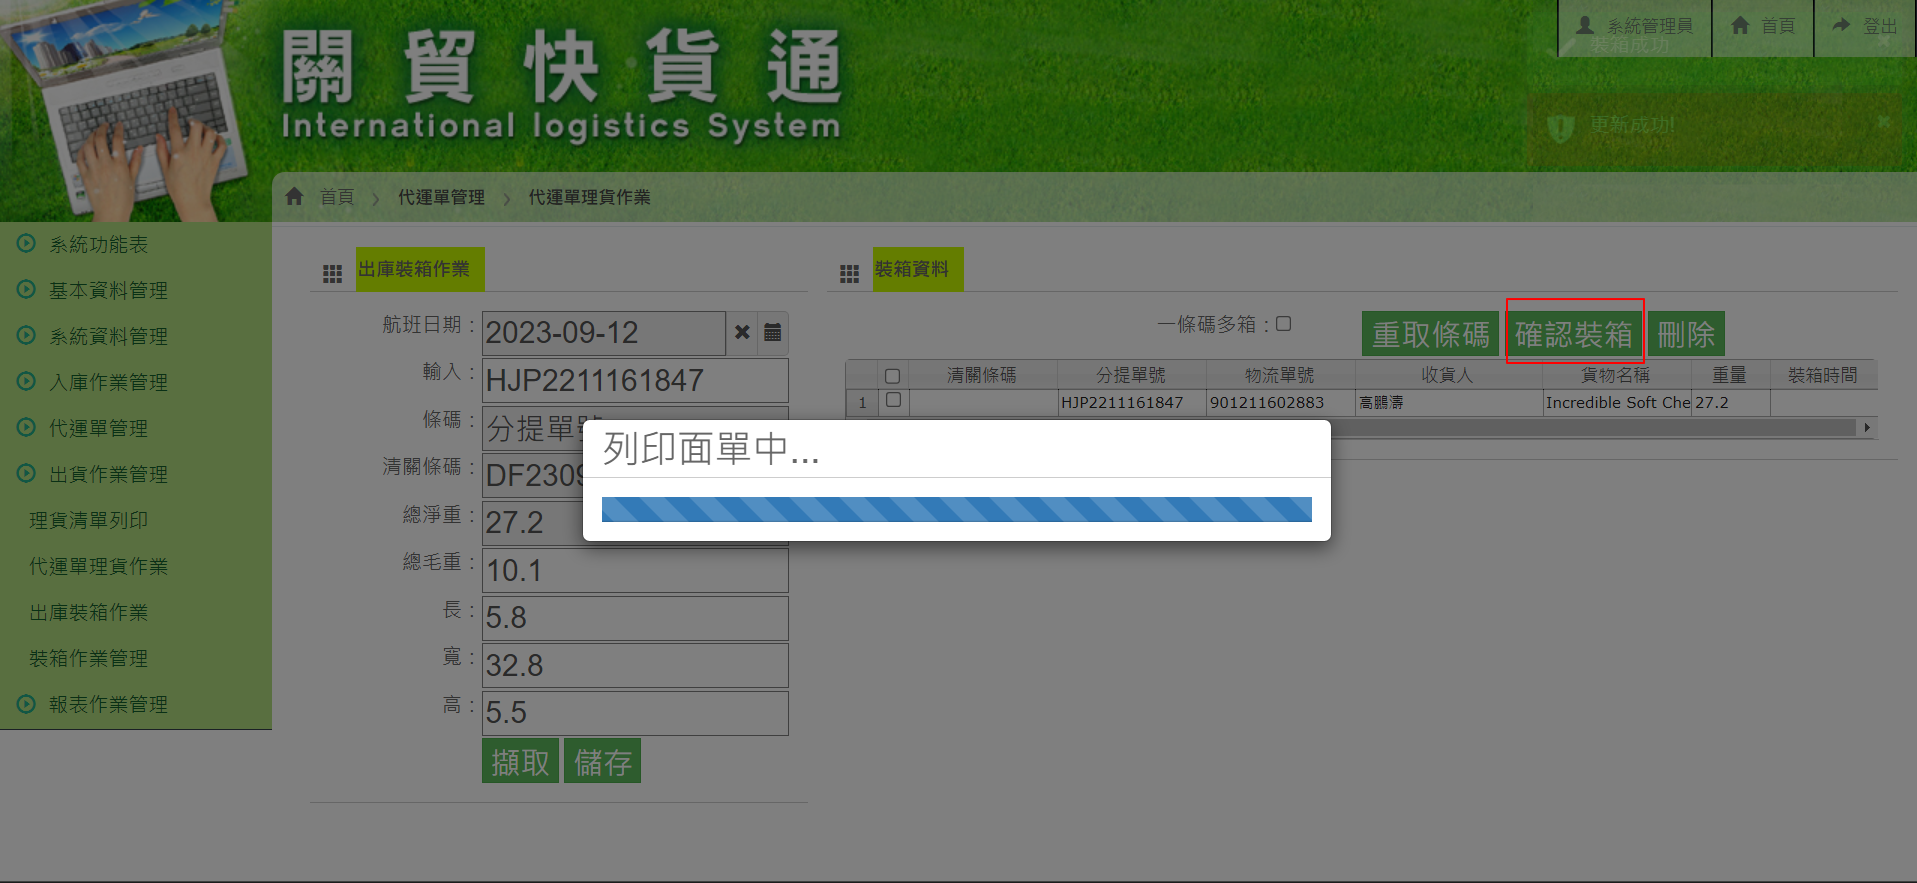 關貿快貨通
International logistics System
系統管理員
首頁
登出
裝箱成功
更新成功!
首頁
代運單管理
代運單理貨作業
系統功能表
基本資料管理
系統資料管理
入庫作業管理
代運單管理
出貨作業管理
理貨清單列印
代運單理貨作業
出庫裝箱作業
裝箱作業管理
報表作業管理
出庫裝箱作業
航班日期 : 2023-09-12
輸入 : HJP2211161847
條碼 : 分提單號
清關條碼 : DF2309
總淨重 : 27.2
總毛重 : 10.1
長 : 5.8
寬 : 32.8
高 : 5.5
擷取 儲存
裝箱資料
一條碼多箱 :
重取條碼 確認裝箱 刪除
清關條碼 分提單號 物流單號 收貨人 貨物名稱 重量 裝箱時間
1 HJP2211161847 901211602883 高鵬濤 Incredible Soft Che 27.2
列印面單中...